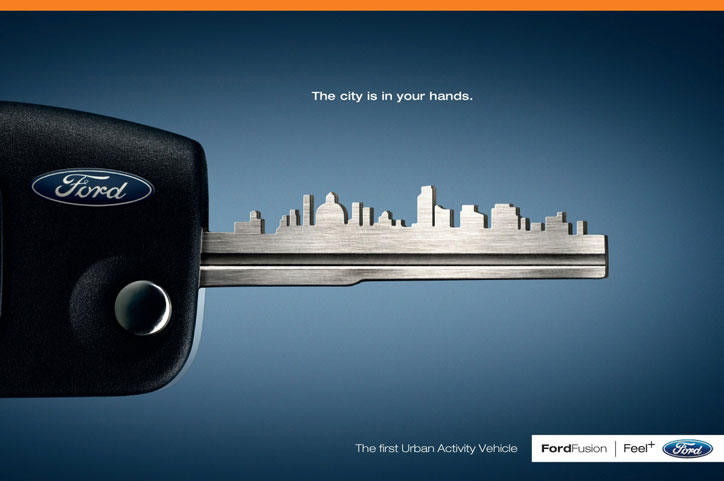 The city is in your hands.
Ford
The first Urban Activity Vehicle
FordFusion | Feel+ Ford